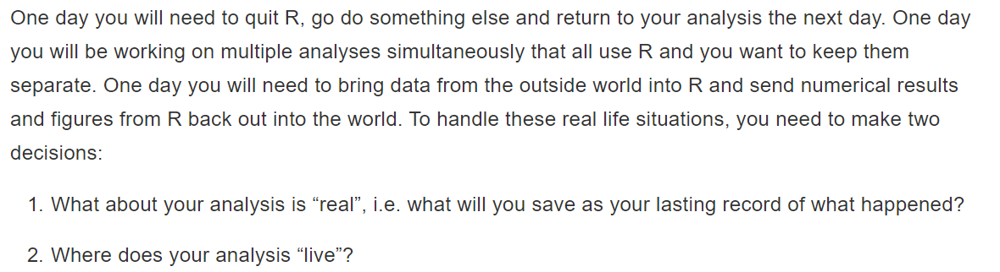 One day you will need to quit R, go do something else and return to your analysis the next day. One day
you will be working on multiple analyses simultaneously that all use R and you want to keep them
separate. One day you will need to bring data from the outside world into R and send numerical results
and figures from R back out into the world. To handle these real life situations, you need to make two
decisions:
1. What about your analysis is “real”, i.e. what will you save as your lasting record of what happened?
2. Where does your analysis “live”?